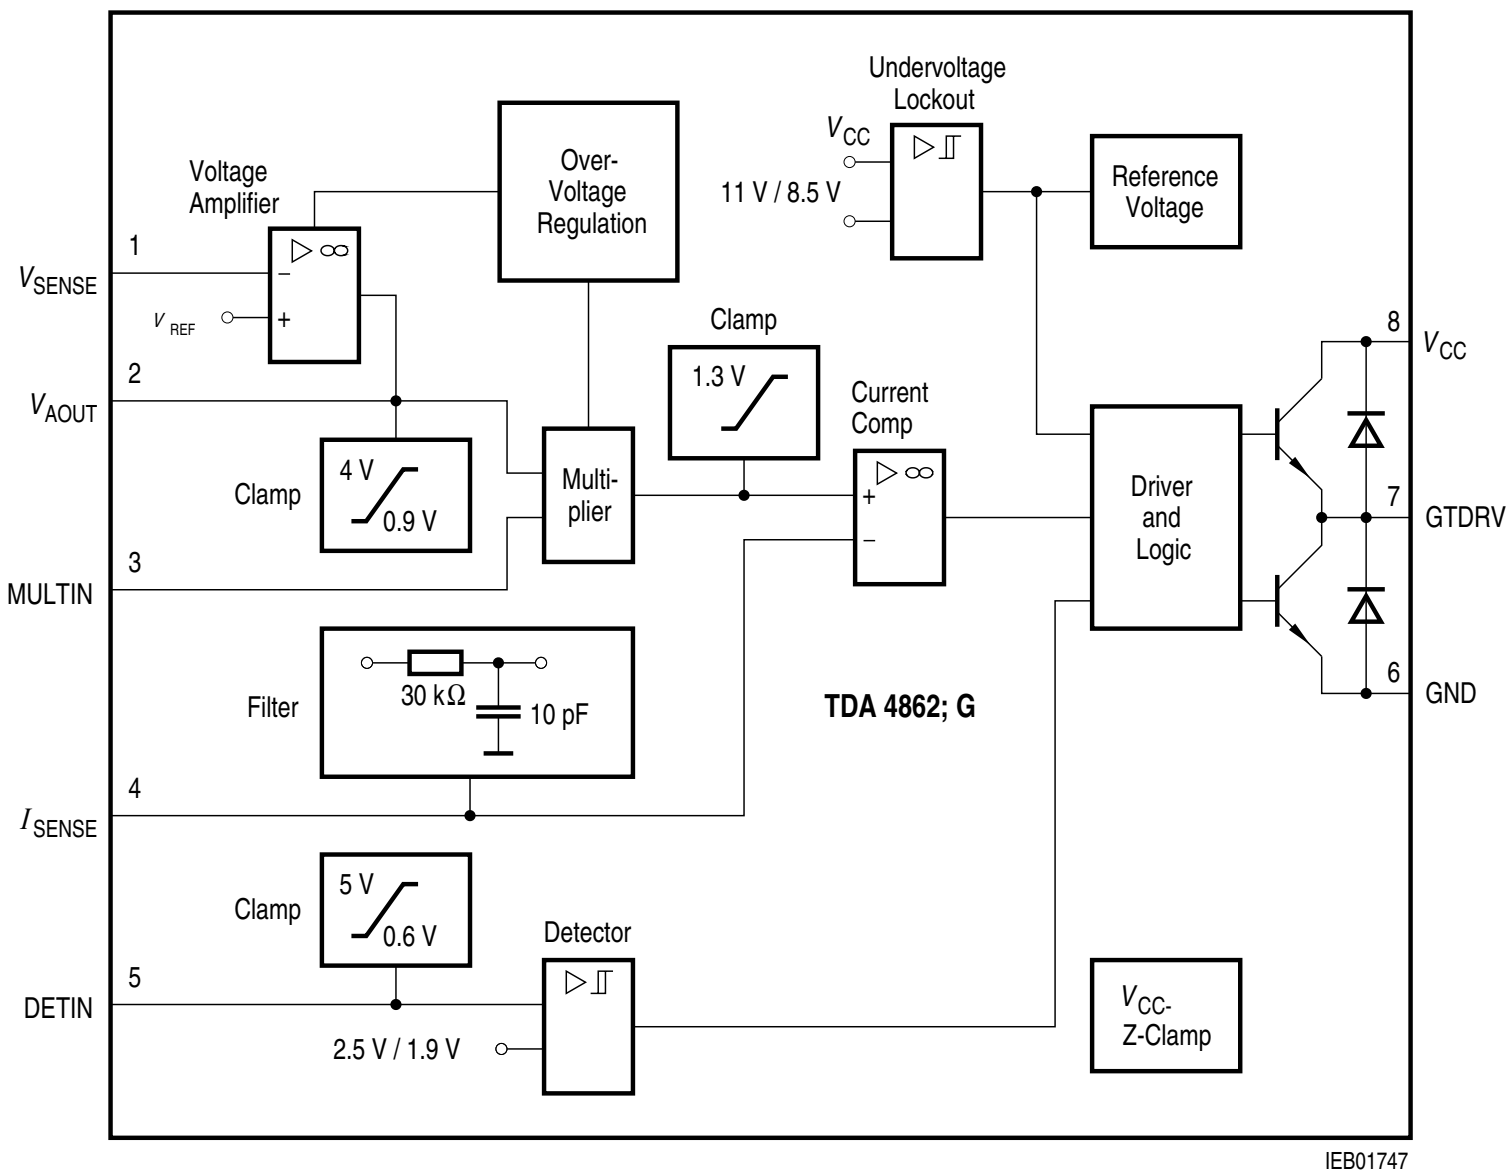 Undervoltage
Lockout
VCC
11 V / 8.5 V
Reference
Voltage
Over-
Voltage
Regulation
Voltage
Amplifier
∞
−
+
1
VSENSE
V REF
2
VAOUT
Clamp
4 V
0.9 V
3
MULTIN
Multi-
plier
Clamp
1.3 V
Current
Comp
∞
+
−
Driver
and
Logic
8
VCC
7
GTDRV
6
GND
Filter
30 kΩ
10 pF
TDA 4862; G
4
ISENSE
Clamp
5 V
0.6 V
5
DETIN
Detector
2.5 V / 1.9 V
VCC-
Z-Clamp
IEB01747